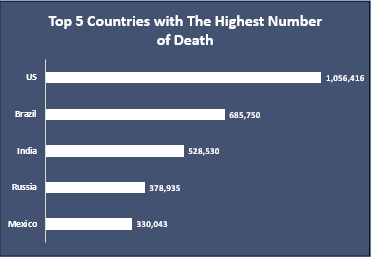 Top 5 Countries with The Highest Number
of Death
US 1,056,416
Brazil 685,750
India 528,530
Russia 378,935
Mexico 330,043